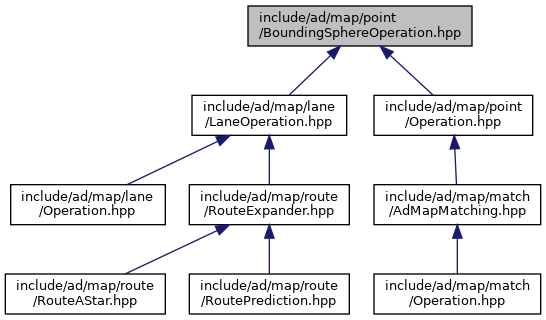 include/ad/map/point
/BoundingSphereOperation.hpp
include/ad/map/lane
/LaneOperation.hpp
include/ad/map/point
/Operation.hpp
include/ad/map/lane
/Operation.hpp
include/ad/map/route
/RouteExpander.hpp
include/ad/map/match
/AdMapMatching.hpp
include/ad/map/route
/RouteAStar.hpp
include/ad/map/route
/RoutePrediction.hpp
include/ad/map/match
/Operation.hpp